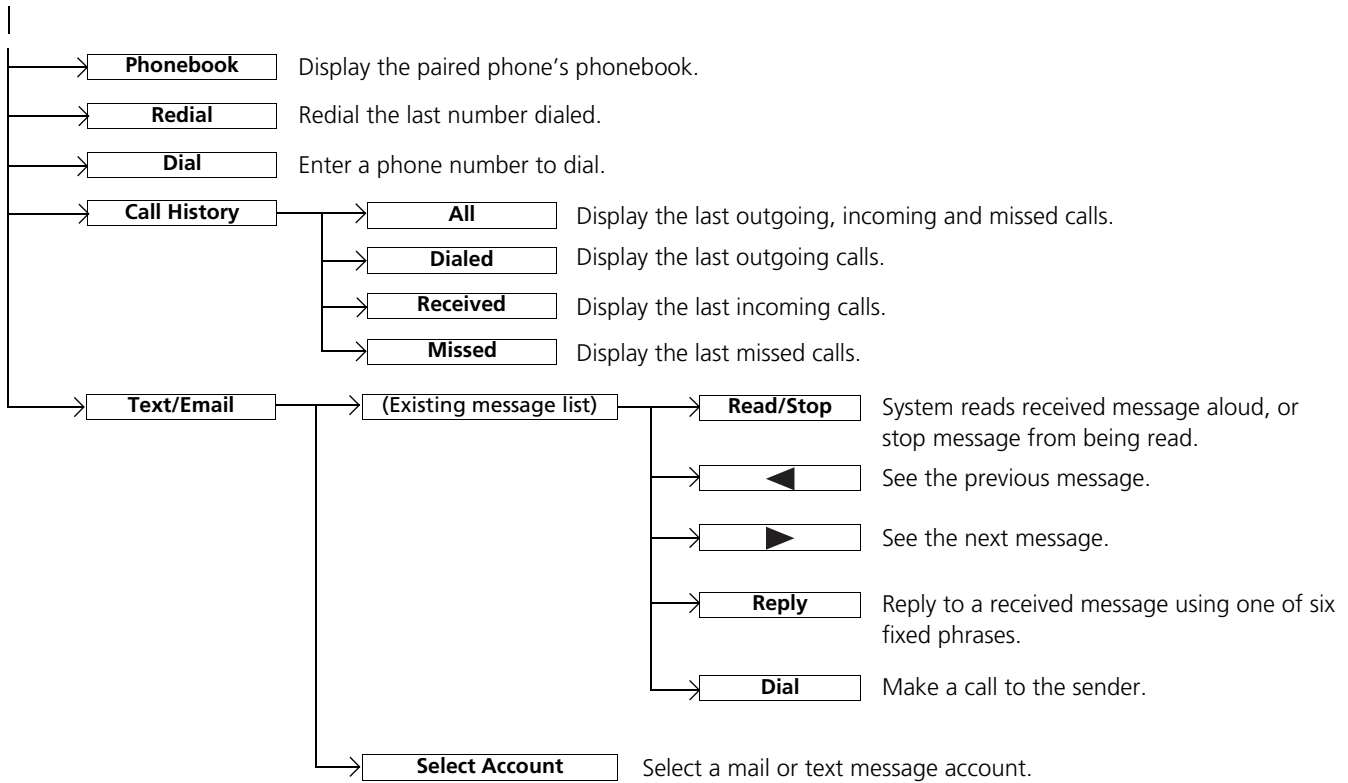 Phonebook Display the paired phone's phonebook.
Redial Redial the last number dialed.
Dial Enter a phone number to dial.
Call History All Display the last outgoing, incoming and missed calls.
Dialed Display the last outgoing calls.
Received Display the last incoming calls.
Missed Display the last missed calls.
Text/Email (Existing message list) Read/Stop System reads received message aloud, or
stop message from being read.
◀ See the previous message.
▶ See the next message.
Reply Reply to a received message using one of six
fixed phrases.
Dial Make a call to the sender.
Select Account Select a mail or text message account.